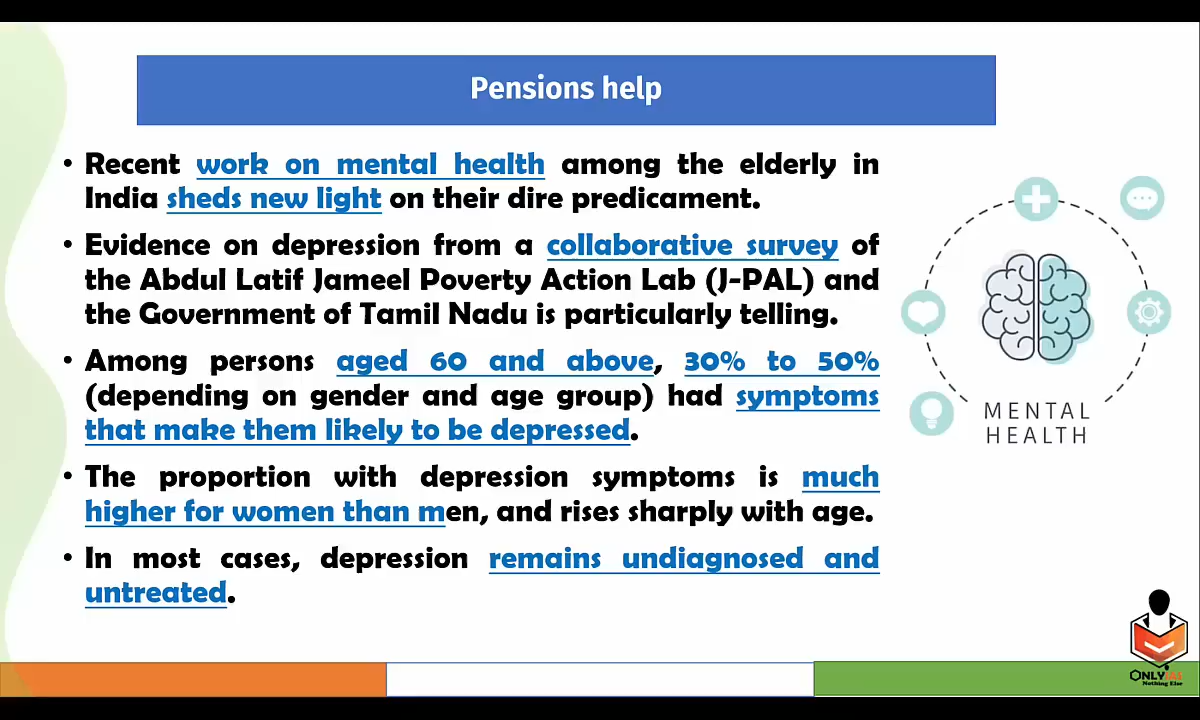 Pensions help
• Recent work on mental health among the elderly in
India sheds new light on their dire predicament.
• Evidence on depression from a collaborative survey of
the Abdul Latif Jameel Poverty Action Lab (J-PAL) and
the Government of Tamil Nadu is particularly telling.
• Among persons aged 60 and above, 30% to 50%
(depending on gender and age group) had symptoms
that make them likely to be depressed.
• The proportion with depression symptoms is much
higher for women than men, and rises sharply with age.
• In most cases, depression remains undiagnosed and
untreated.
MENTAL
HEALTH
ONLYIAS
Nothing Else